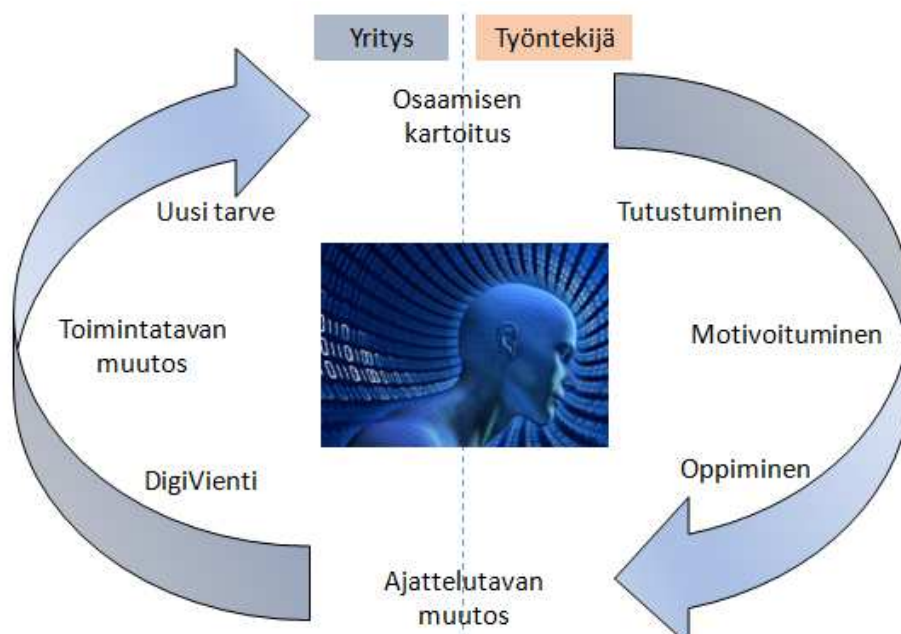 Yritys
Työntekijä
Osaamisen
kartoitus
Uusi tarve
Tutustuminen
Toimintatavan
muutos
Motivoituminen
DigiVienti
Oppiminen
Ajattelutavan
muutos